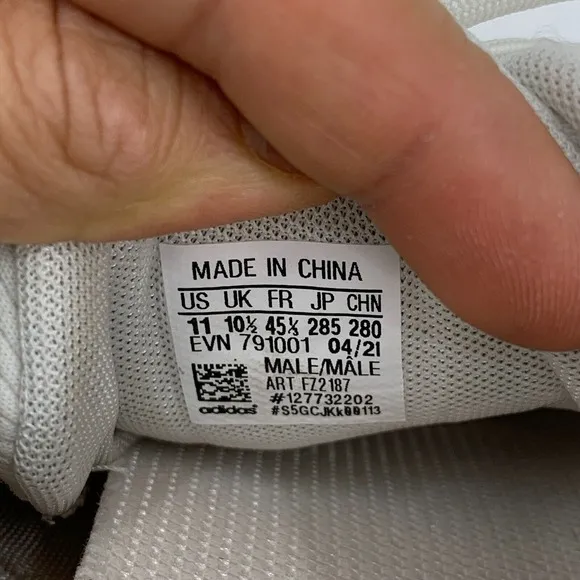 MADE IN CHINA
US UK FR JP CHN
11 10½ 45⅓ 285 280
EVN 791001 04/21
MALE/MÂLE
ART FZ2187
#127732202
adidas #S5GCJKk00113